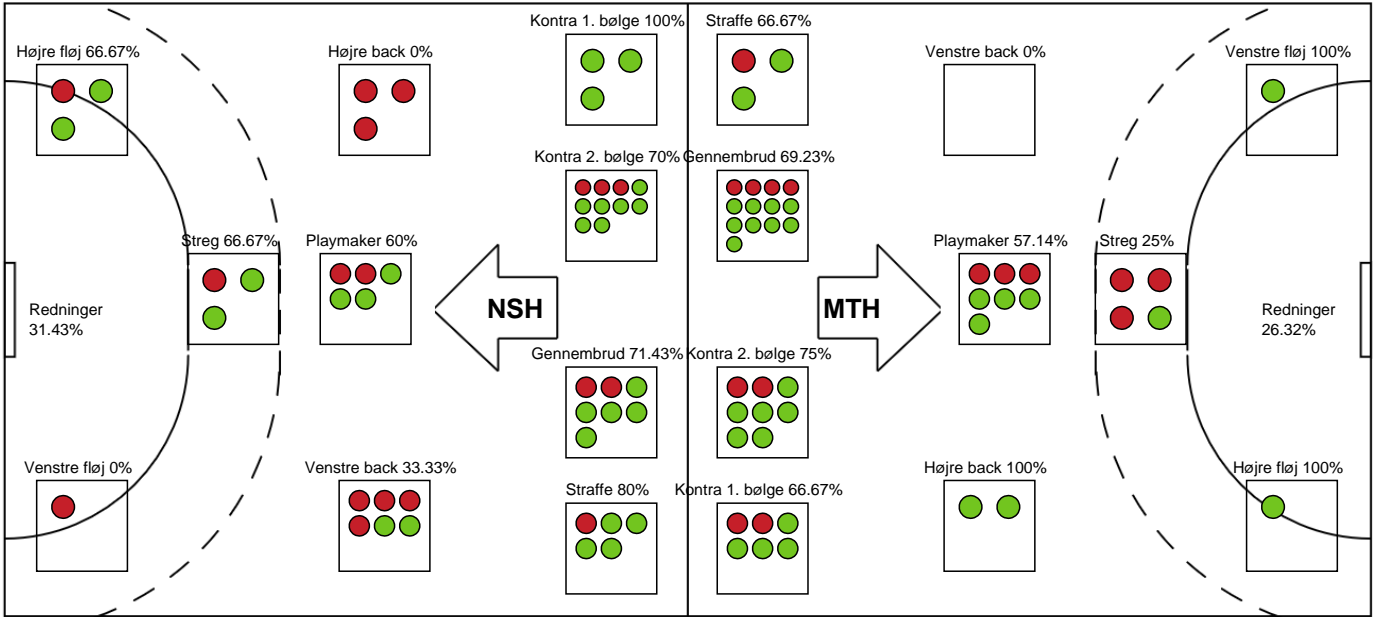 Kontra 1. bølge 100%
Straffe 66.67%
Højre fløj 66.67%
Højre back 0%
Venstre back 0%
Venstre fløj 100%
Kontra 2. bølge 70%
Gennembrud 69.23%
Streg 66.67%
Playmaker 60%
Playmaker 57.14%
Streg 25%
Redninger
31.43%
NSH
MTH
Redninger
26.32%
Gennembrud 71.43%
Kontra 2. bølge 75%
Venstre fløj 0%
Venstre back 33.33%
Straffe 80%
Kontra 1. bølge 66.67%
Højre back 100%
Højre fløj 100%